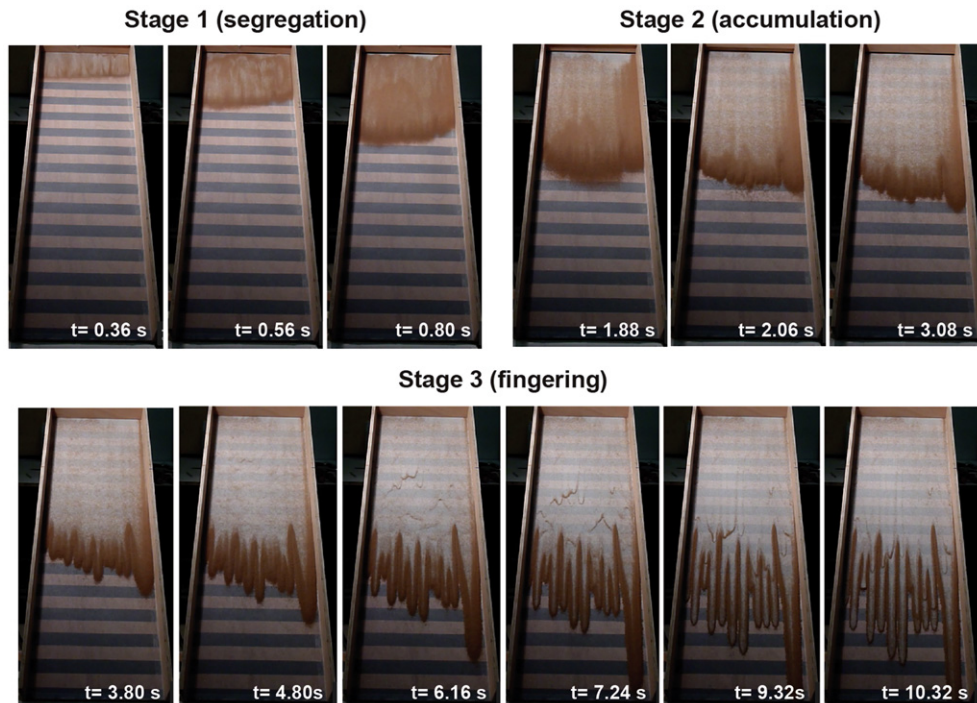 Stage 1 (segregation)
Stage 2 (accumulation)
t= 0.36 s
t= 0.56 s
t= 0.80 s
t= 1.88 s
t= 2.06 s
t= 3.08 s
Stage 3 (fingering)
t= 3.80 s
t= 4.80s
t= 6.16 s
t= 7.24 s
t= 9.32s
t= 10.32 s